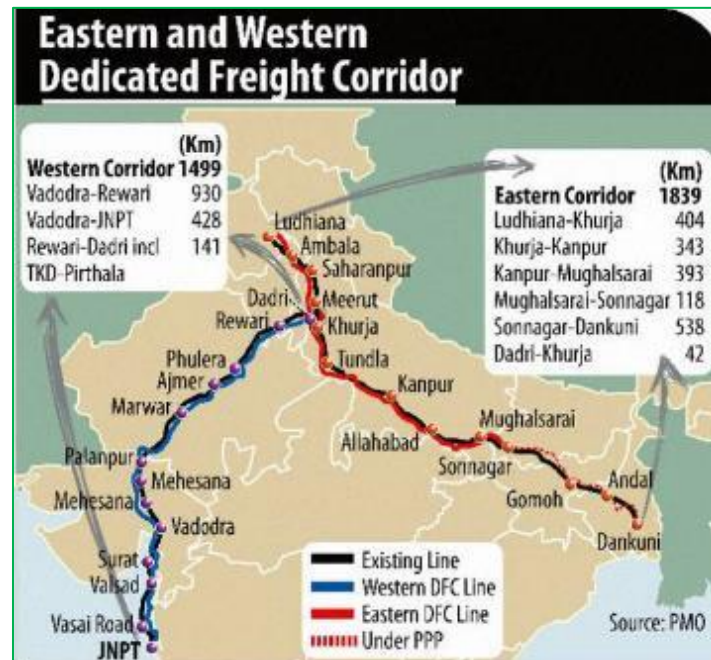 Eastern and Western
Dedicated Freight Corridor
(Km)
Western Corridor 1499
Vadodra-Rewari 930
Vadodra-JNPT 428
Rewari-Dadri incl 141
TKD-Pirthala
(Km)
Eastern Corridor 1839
Ludhiana-Khurja 404
Khurja-Kanpur 343
Kanpur-Mughalsarai 393
Mughalsarai-Sonnagar 118
Sonnagar-Dankuni 538
Dadri-Khurja 42
Ludhiana
Ambala
Saharanpur
Meerut
Dadri
Rewari
Khurja
Tundla
Phulera
Ajmer
Kanpur
Marwar
Allahabad
Mughalsarai
Sonnagar
Palanpur
Mehesana
Gomoh
Andal
Mehesana
Vadodra
Dankuni
Surat
Valsad
Vasai Road
JNPT
Existing Line
Western DFC Line
Eastern DFC Line
Under PPP
Source: PMO